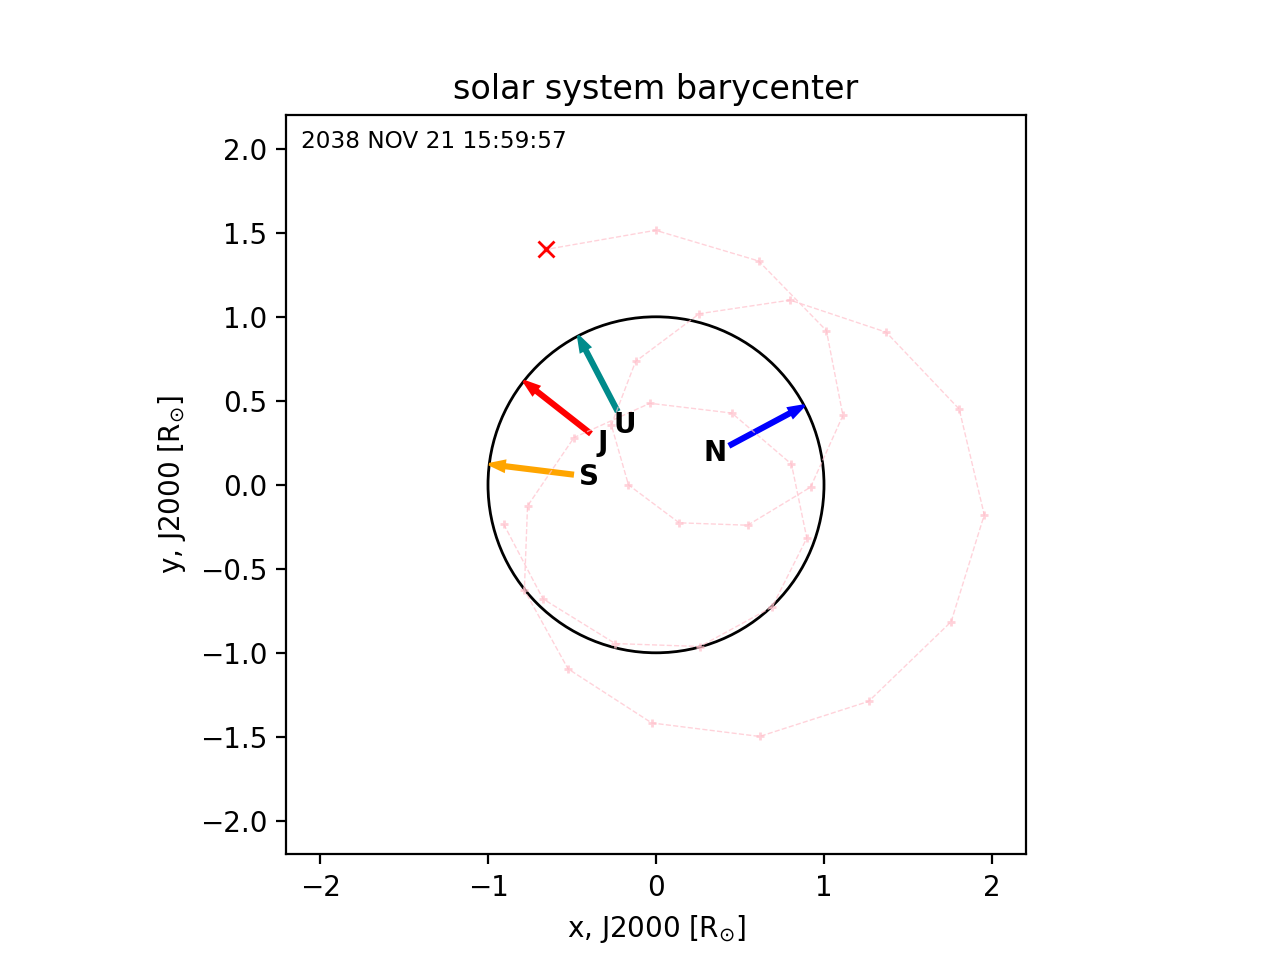 solar system barycenter
2038 NOV 21 15:59:57
2.0
1.5
1.0
0.5
0.0
−0.5
−1.0
−1.5
−2.0
y, J2000 [R☉]
U
J
N
S
−2 −1 0 1 2
x, J2000 [R☉]